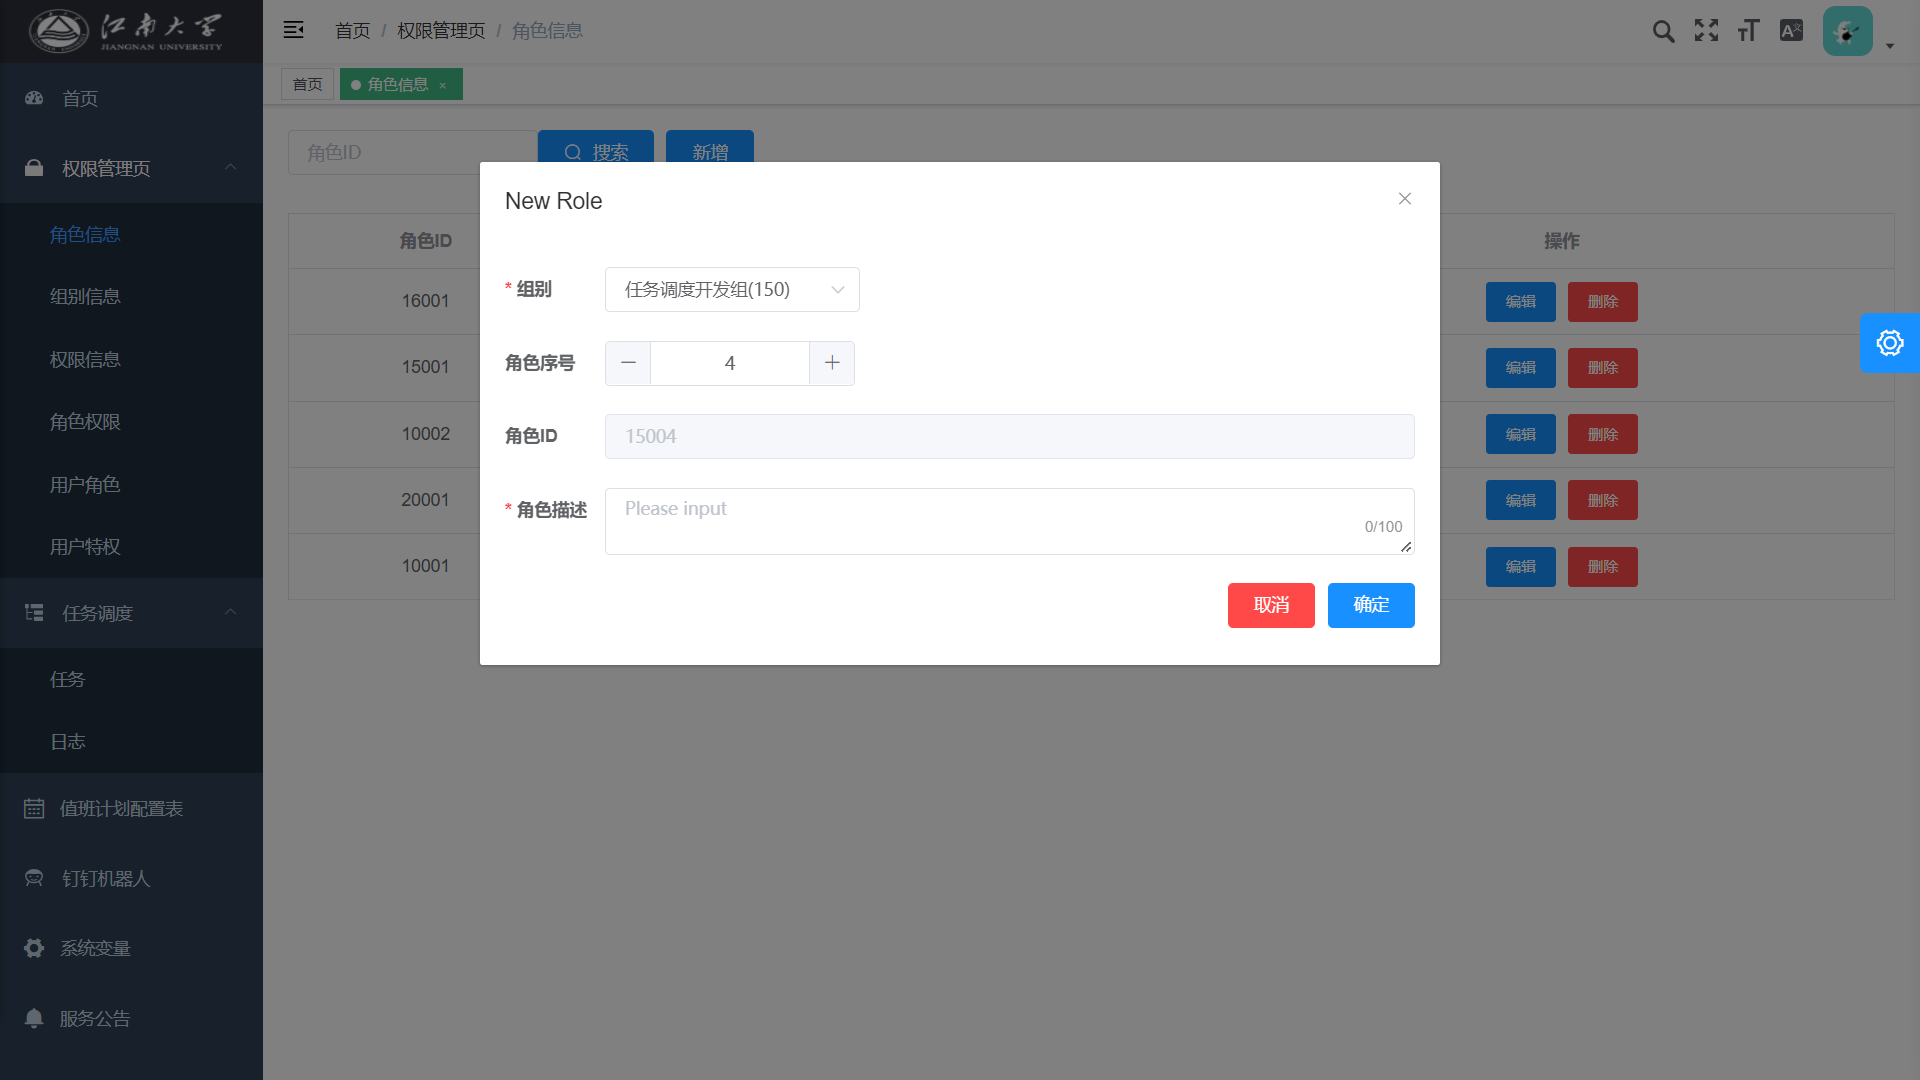 江南大学
JIANGNAN UNIVERSITY
首页 / 权限管理页 / 角色信息
首页
角色信息 ×
首页
权限管理页
角色信息
组别信息
权限信息
角色权限
用户角色
用户特权
任务调度
任务
日志
值班计划配置表
钉钉机器人
系统变量
服务公告
角色ID
搜索
新增
角色ID
操作
16001
编辑
删除
15001
编辑
删除
10002
编辑
删除
20001
编辑
删除
10001
编辑
删除
New Role
* 组别
任务调度开发组(150)
角色序号
4
角色ID
15004
* 角色描述
Please input
0/100
取消
确定